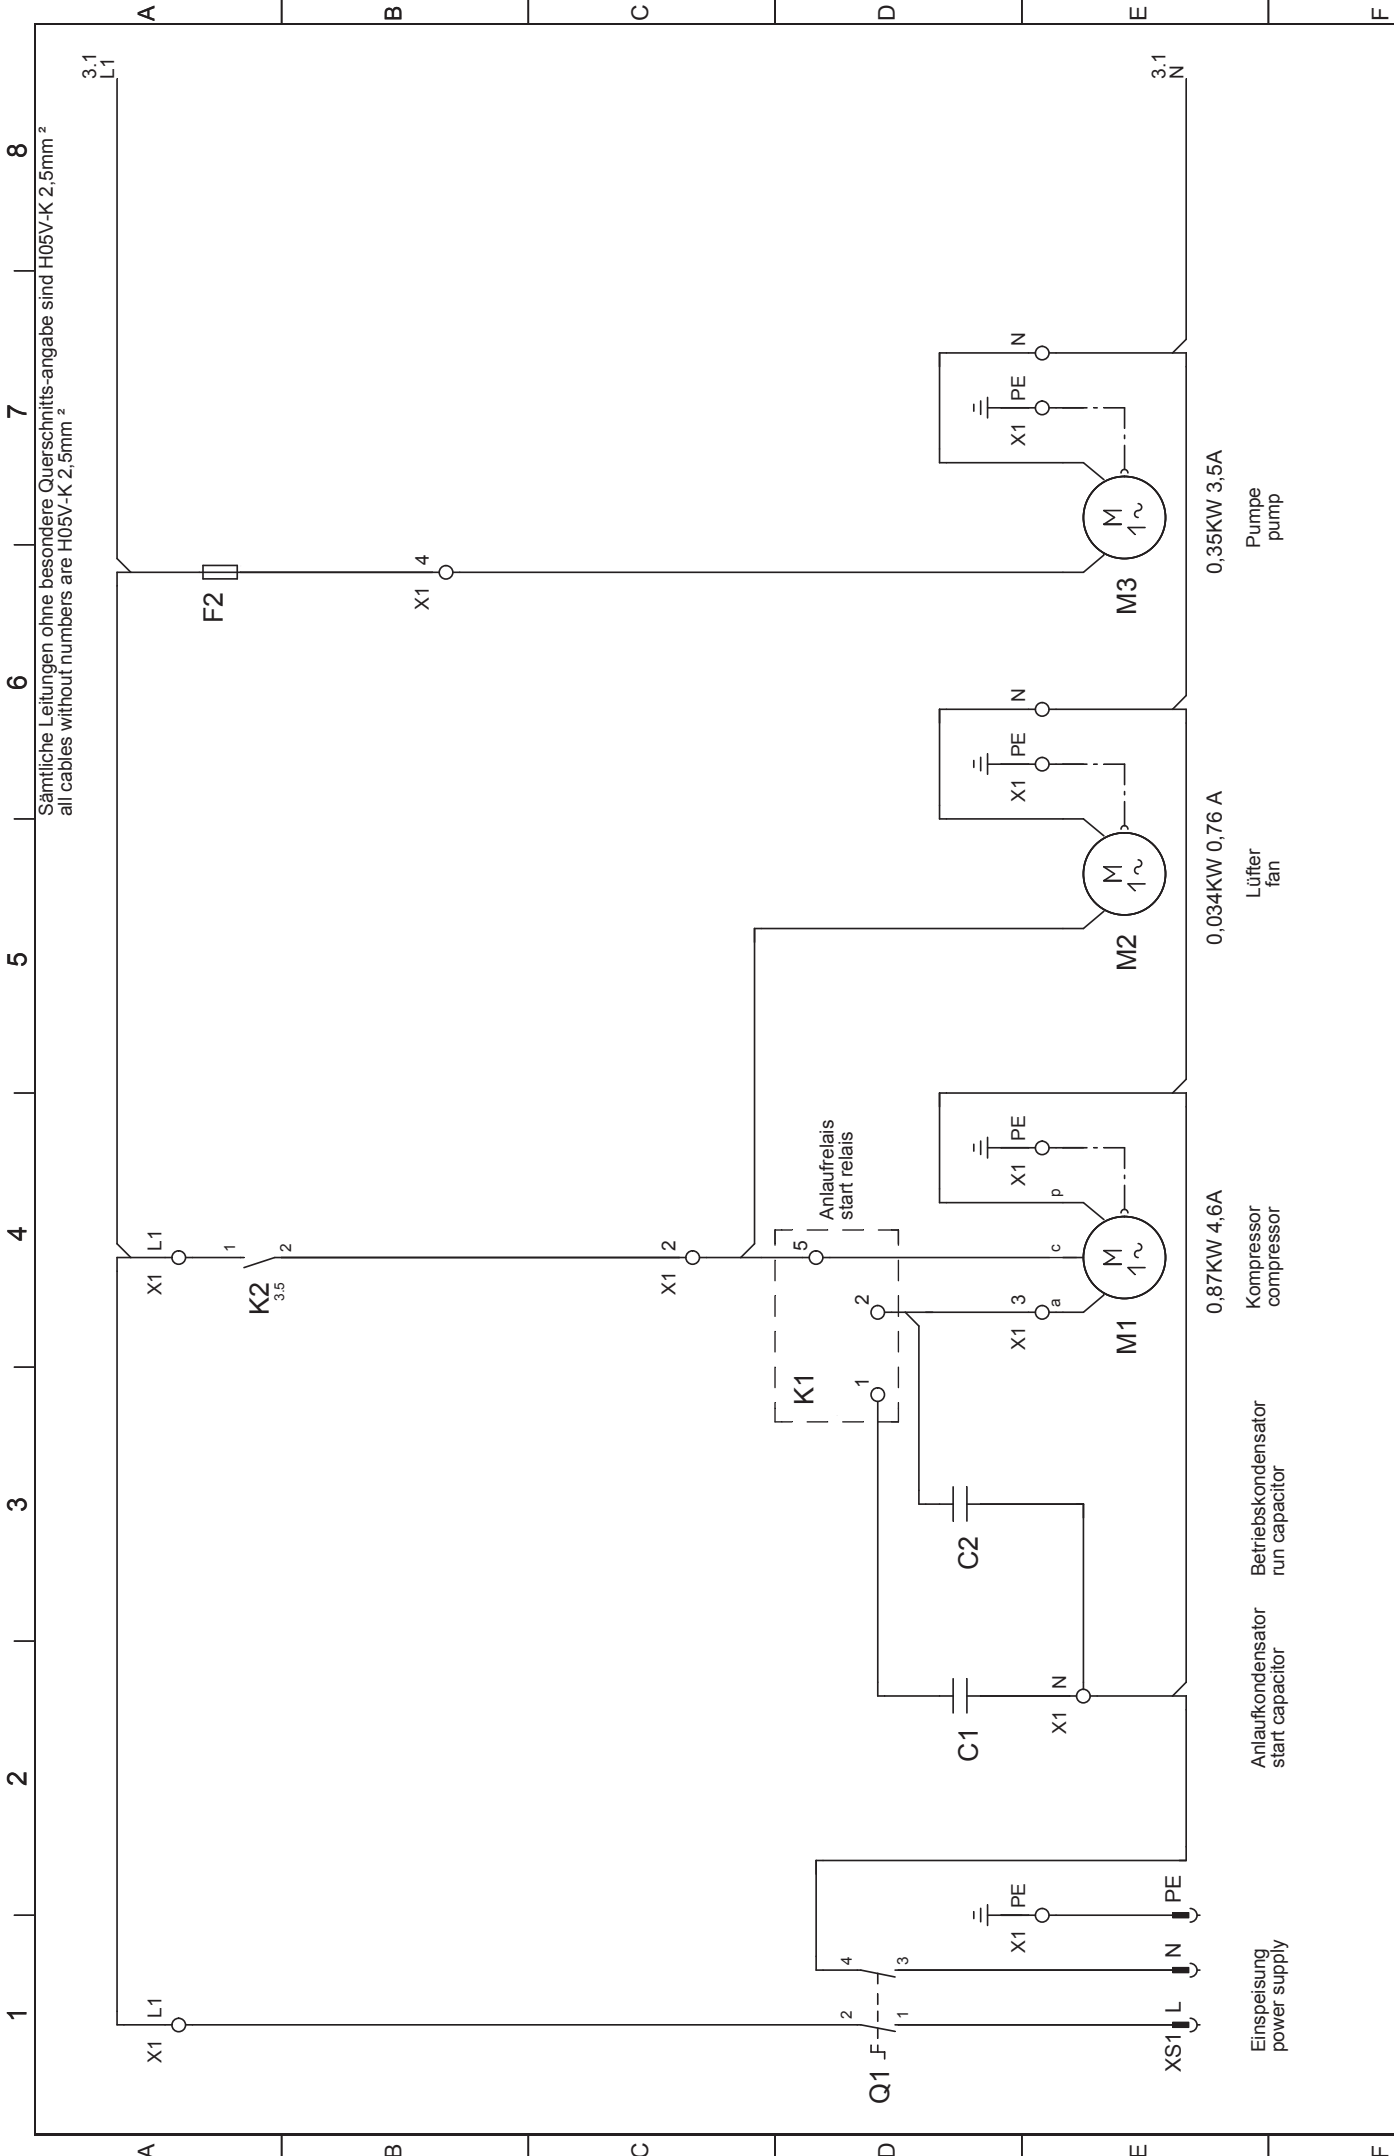 1 2 3 4 5 6 7 8
Sämtliche Leitungen ohne besondere Querschnitts-angabe sind H05V-K 2,5mm ²
all cables without numbers are H05V-K 2,5mm ²
A
A
3.1
L1
X1 L1
X1 L1
1
K2
3.5
2
F2
B
B
X1 4
C
C
X1 2
D
D
Anlaufrelais
start relais
K1
5
2
1
Q1
2
4
1
3
C1
C2
X1 PE
X1 N
X1 3
a
c
p
X1 PE
X1 PE
N
X1 PE
N
E
E
M1
M
1~
M2
M
1~
M3
M
1~
XS1 L N PE
3.1
N
0,87KW 4,6A
0,034KW 0,76 A
0,35KW 3,5A
Einspeisung
power supply
Anlaufkondensator
start capacitor
Betriebskondensator
run capacitor
Kompressor
compressor
Lüfter
fan
Pumpe
pump
F
F